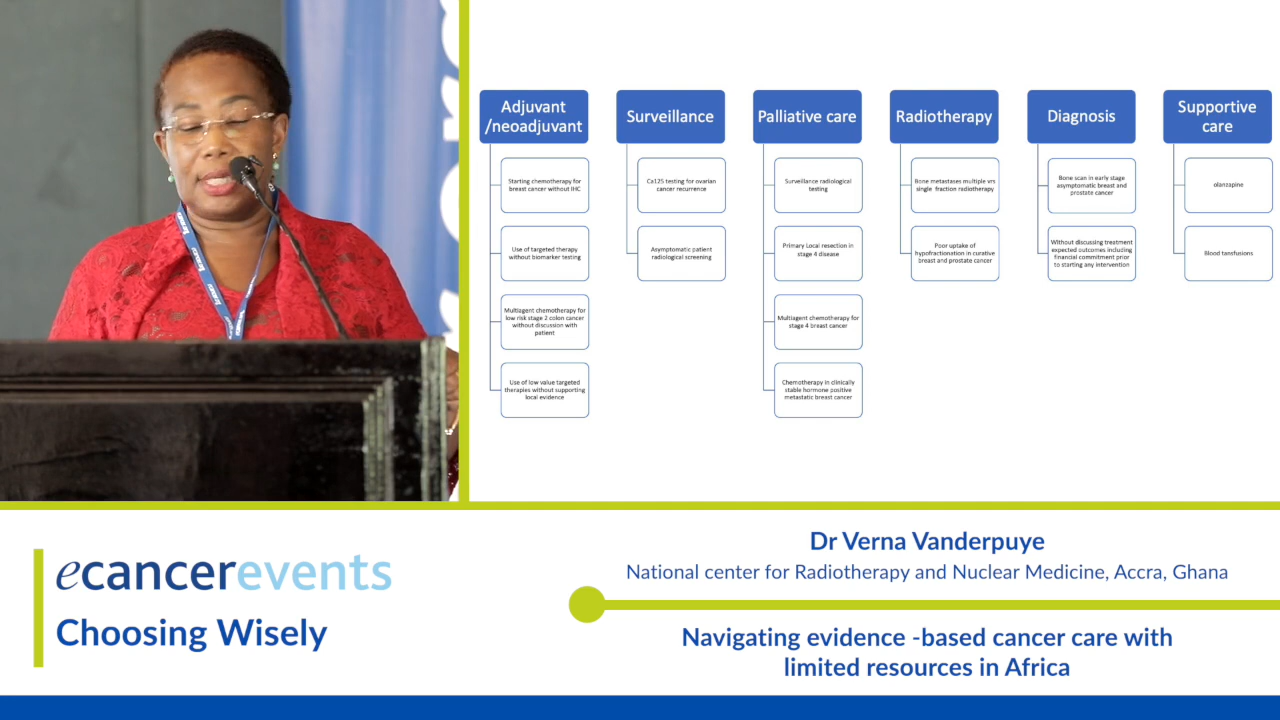 Adjuvant
/neoadjuvant
Starting chemotherapy for
breast cancer without IHC
Use of targeted therapy
without biomarker testing
Multiagent chemotherapy for
low risk stage 2 colon cancer
without discussion with
patient
Use of low value targeted
therapies without supporting
local evidence
Surveillance
Ca125 testing for ovarian
cancer recurrence
Asymptomatic patient
radiological screening
Palliative care
Surveillance radiological
testing
Primary Local resection in
stage 4 disease
Multiagent chemotherapy for
stage 4 breast cancer
Chemotherapy in clinically
stable hormone positive
metastatic breast cancer
Radiotherapy
Bone metastases multiple vrs
single fraction radiotherapy
Poor uptake of
hypofractionation in curative
breast and prostate cancer
Diagnosis
Bone scan in early stage
asymptomatic breast and
prostate cancer
Without discussing treatment
expected outcomes including
financial commitment prior
to starting any intervention
Supportive
care
olanzapine
Blood tansfusions
ecancerevents
Choosing Wisely
Dr Verna Vanderpuye
National center for Radiotherapy and Nuclear Medicine, Accra, Ghana
Navigating evidence -based cancer care with
limited resources in Africa